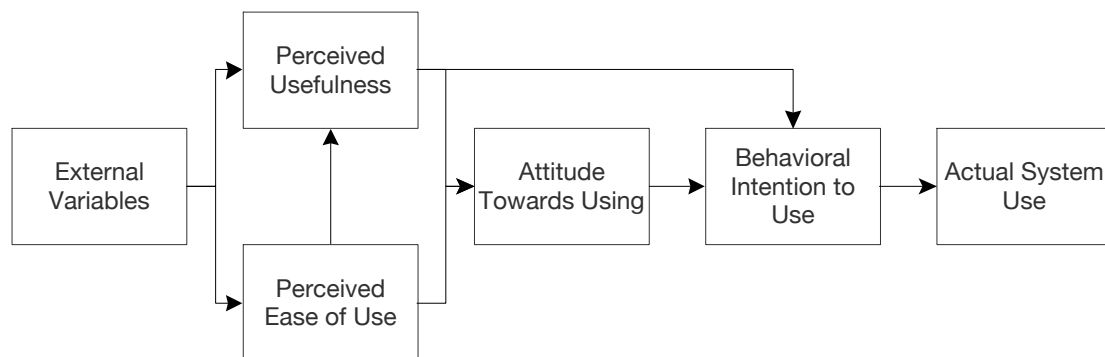 Perceived
Usefulness
External
Variables
Attitude
Towards Using
Behavioral
Intention to
Use
Actual System
Use
Perceived
Ease of Use